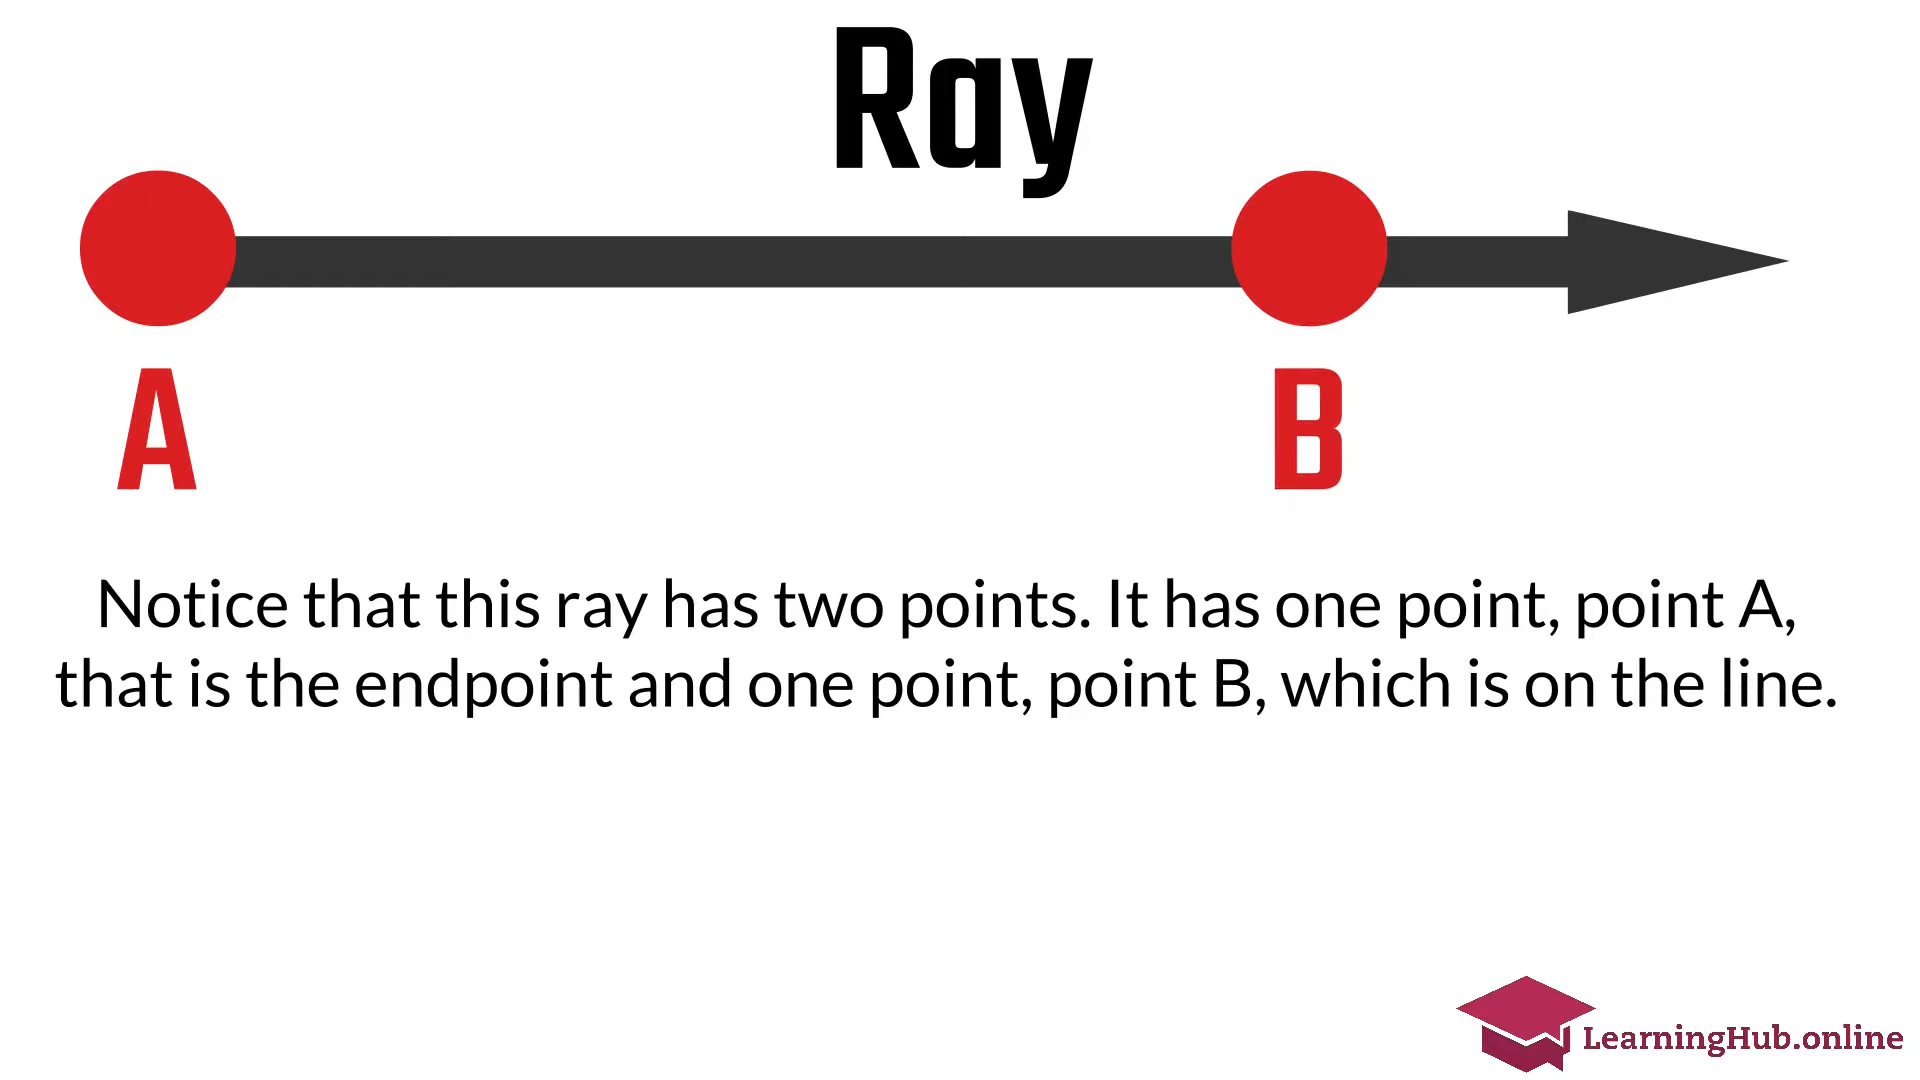 Ray
A
B
Notice that this ray has two points. It has one point, point A,
that is the endpoint and one point, point B, which is on the line.
LearningHub.online